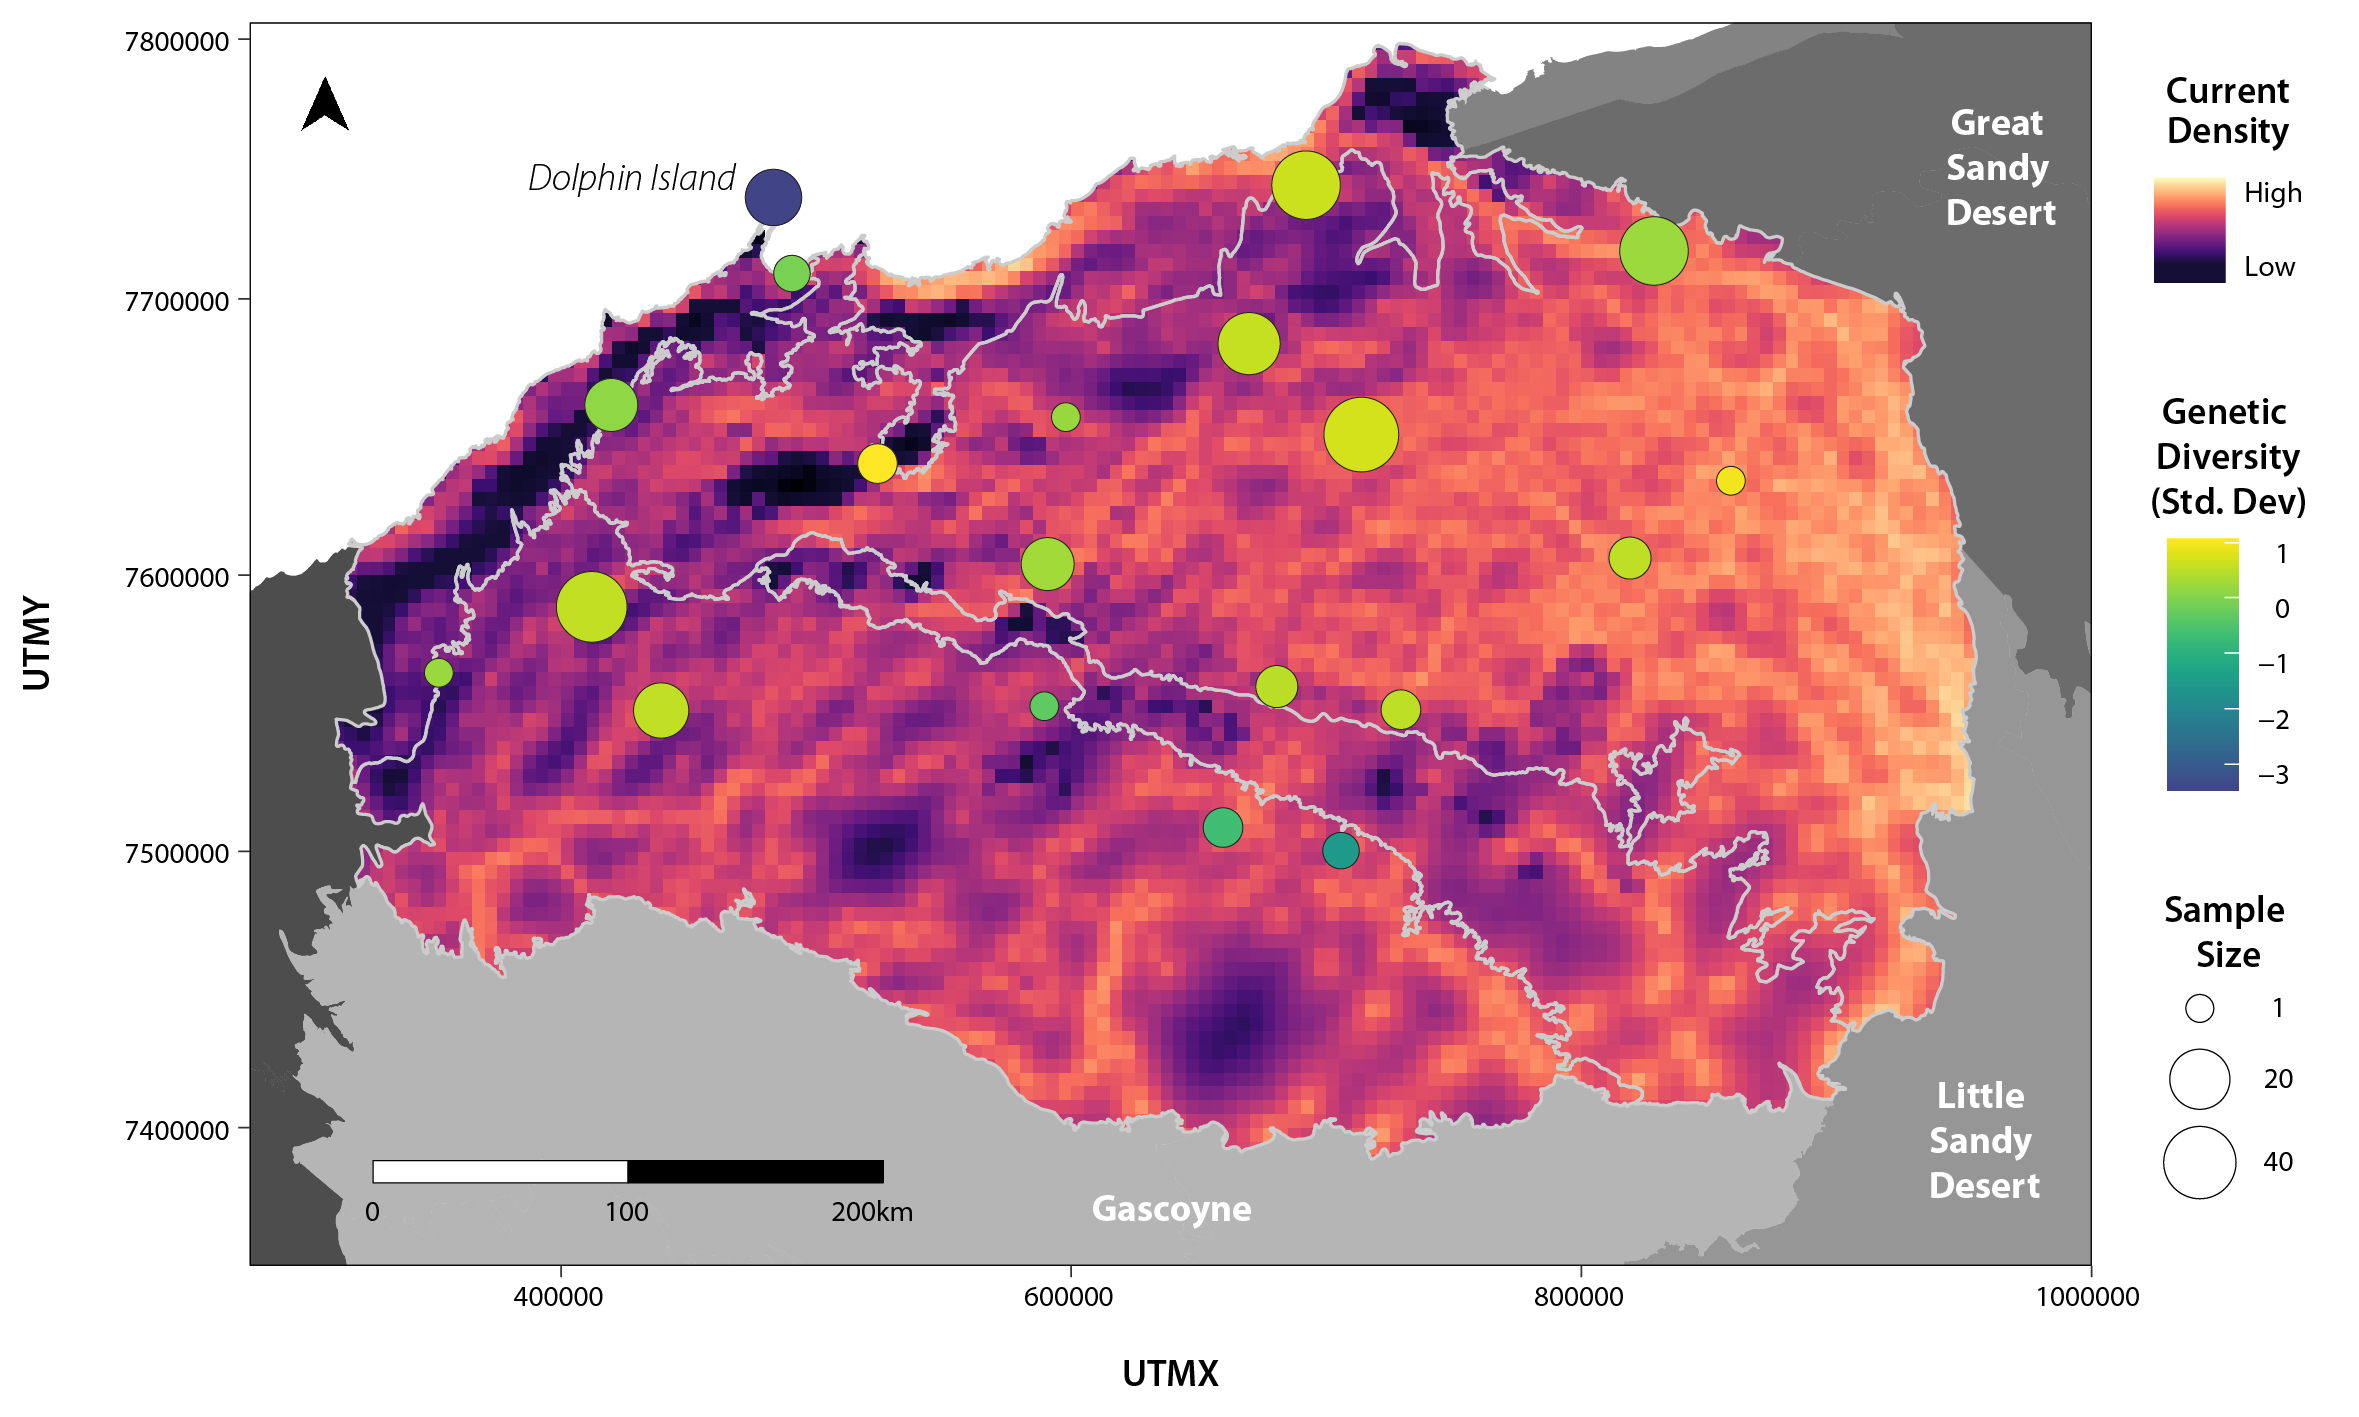 7800000
7700000
7600000
7500000
7400000
UTMY
Dolphin Island
Great
Sandy
Desert
Little
Sandy
Desert
Gascoyne
0
100
200km
400000
600000
800000
1000000
UTMX
Current
Density
High
Low
Genetic
Diversity
(Std. Dev)
1
0
−1
−2
−3
Sample
Size
1
20
40